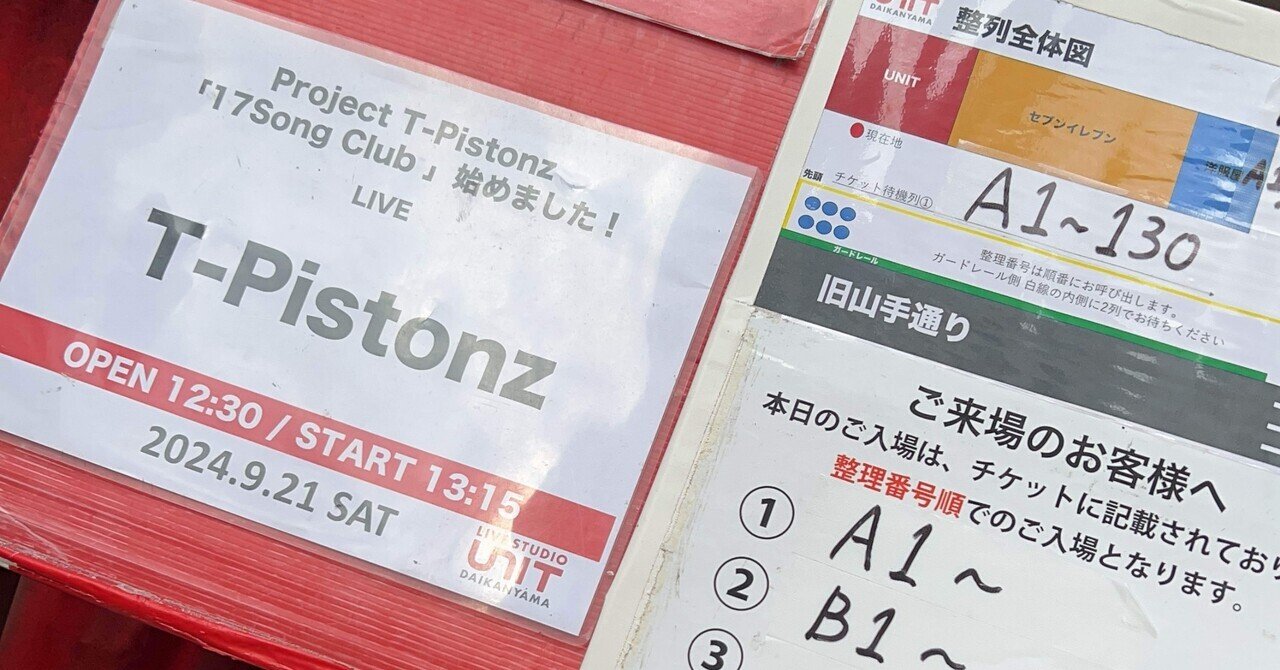 Project T-Pistonz
「17Song Club」始めました!
LIVE
T-Pistonz
OPEN 12:30 / START 13:15
2024.9.21 SAT
LIVE STUDIO
UNIT
DAIKANYAMA
UNIT
DAIKANYAMA
整列全体図
UNIT
セブンイレブン
洋服屋
現在地
先頭
チケット待機列①
A1~130
整理番号は順番にお呼び出します。
ガードレール側 白線の内側に2列でお待ちください
ガードレール
旧山手通り
ご来場のお客様へ
本日のご入場は、チケットに記載されており
整理番号順でのご入場となります。
① A1~
② B1~
③